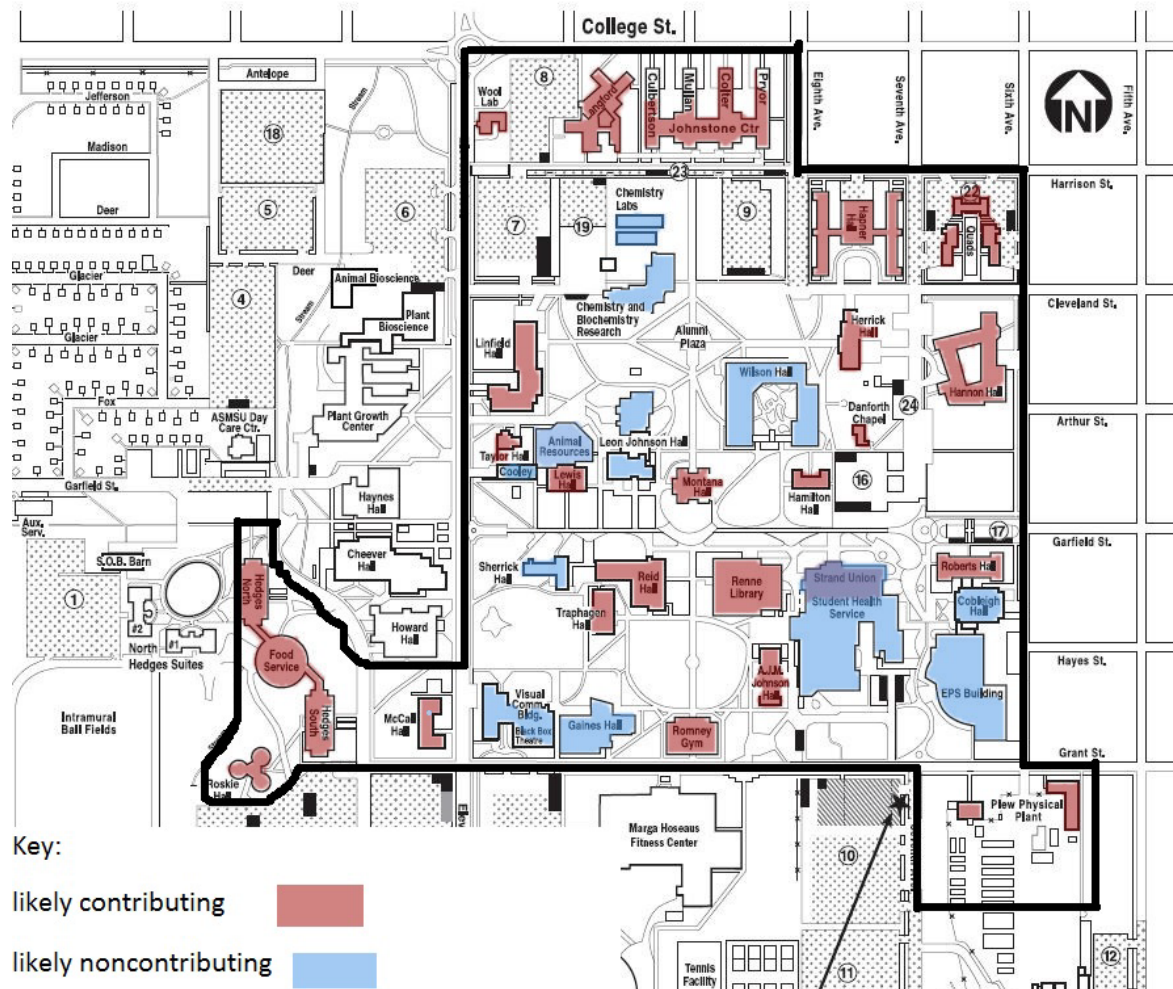 College St.
Antelope
Jefferson
Stream
8
Wool
Lab
Langford
Culbertson
Mullan
Colter
Pryor
Johnstone Ctr
Eighth Ave.
Seventh Ave.
Sixth Ave.
Fifth Ave.
N
18
Madison
Deer
5
6
7
19
23
Chemistry
Labs
9
Hapner
Hall
22
Quads
Harrison St.
Glacier
Deer
Animal Bioscience
4
Stream
Plant
Bioscience
Glacier
Chemistry and
Biochemistry
Research
Alumni
Plaza
Linfield
Hall
Herrick
Hall
Cleveland St.
Wilson Hall
Hannon Hall
Fox
ASMSU Day
Care Ctr.
Plant Growth
Center
Danforth
Chapel
24
Arthur St.
Taylor Hall
Animal
Resources
Leon Johnson Hall
Cooley
Lewis
Hall
Montana
Hall
Hamilton
Hall
16
Garfield St.
Haynes
Hall
Aux.
Serv.
17
Garfield St.
S.O.B. Barn
Cheever
Hall
Sherrick
Hall
Reid
Hall
Renne
Library
Strand Union
Student Health
Service
Roberts Hall
Cobleigh
Hall
1
Hedges
North
Traphagen
Hall
#2
#1
North
Hedges Suites
Howard
Hall
Food
Service
A.J.M.
Johnson
Hall
Hayes St.
EPS Building
Intramural
Ball Fields
Hedges
South
McCall
Hall
Visual
Comm.
Bldg.
Black Box
Theatre
Gaines Hall
Romney
Gym
Grant St.
Roskie
Hall
Plew Physical
Plant
Marga Hoseaus
Fitness Center
10
Key:
likely contributing
likely noncontributing
Tennis
Facility
11
12